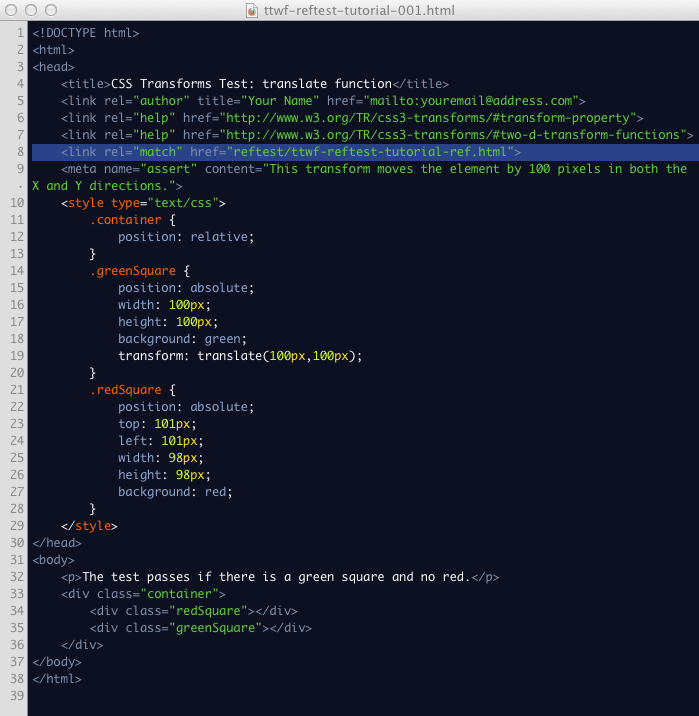 ttwf-reftest-tutorial-001.html
1 <!DOCTYPE html>
2 <html>
3 <head>
4     <title>CSS Transforms Test: translate function</title>
5     <link rel="author" title="Your Name" href="mailto:youremail@address.com">
6     <link rel="help" href="http://www.w3.org/TR/css3-transforms/#transform-property">
7     <link rel="help" href="http://www.w3.org/TR/css3-transforms/#two-d-transform-functions">
8     <link rel="match" href="reftest/ttwf-reftest-tutorial-ref.html">
9     <meta name="assert" content="This transform moves the element by 100 pixels in both the
· X and Y directions.">
10     <style type="text/css">
11         .container {
12             position: relative;
13         }
14         .greenSquare {
15             position: absolute;
16             width: 100px;
17             height: 100px;
18             background: green;
19             transform: translate(100px,100px);
20         }
21         .redSquare {
22             position: absolute;
23             top: 101px;
24             left: 101px;
25             width: 98px;
26             height: 98px;
27             background: red;
28         }
29     </style>
30 </head>
31 <body>
32     <p>The test passes if there is a green square and no red.</p>
33     <div class="container">
34         <div class="redSquare"></div>
35         <div class="greenSquare"></div>
36     </div>
37 </body>
38 </html>
39